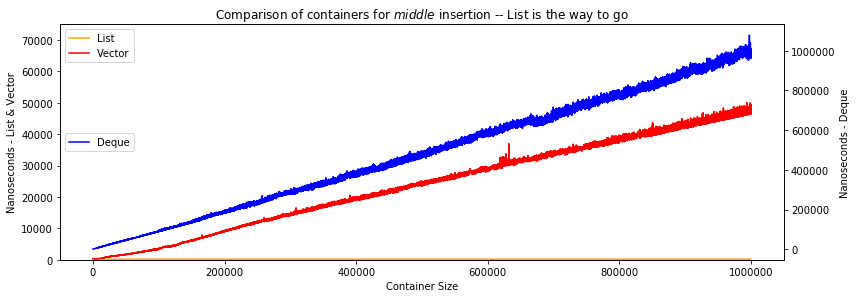 Comparison of containers for middle insertion -- List is the way to go
List
Vector
Deque
Nanoseconds - List & Vector
70000
60000
50000
40000
30000
20000
10000
0
Nanoseconds - Deque
1000000
800000
600000
400000
200000
0
0
200000
400000
600000
800000
1000000
Container Size